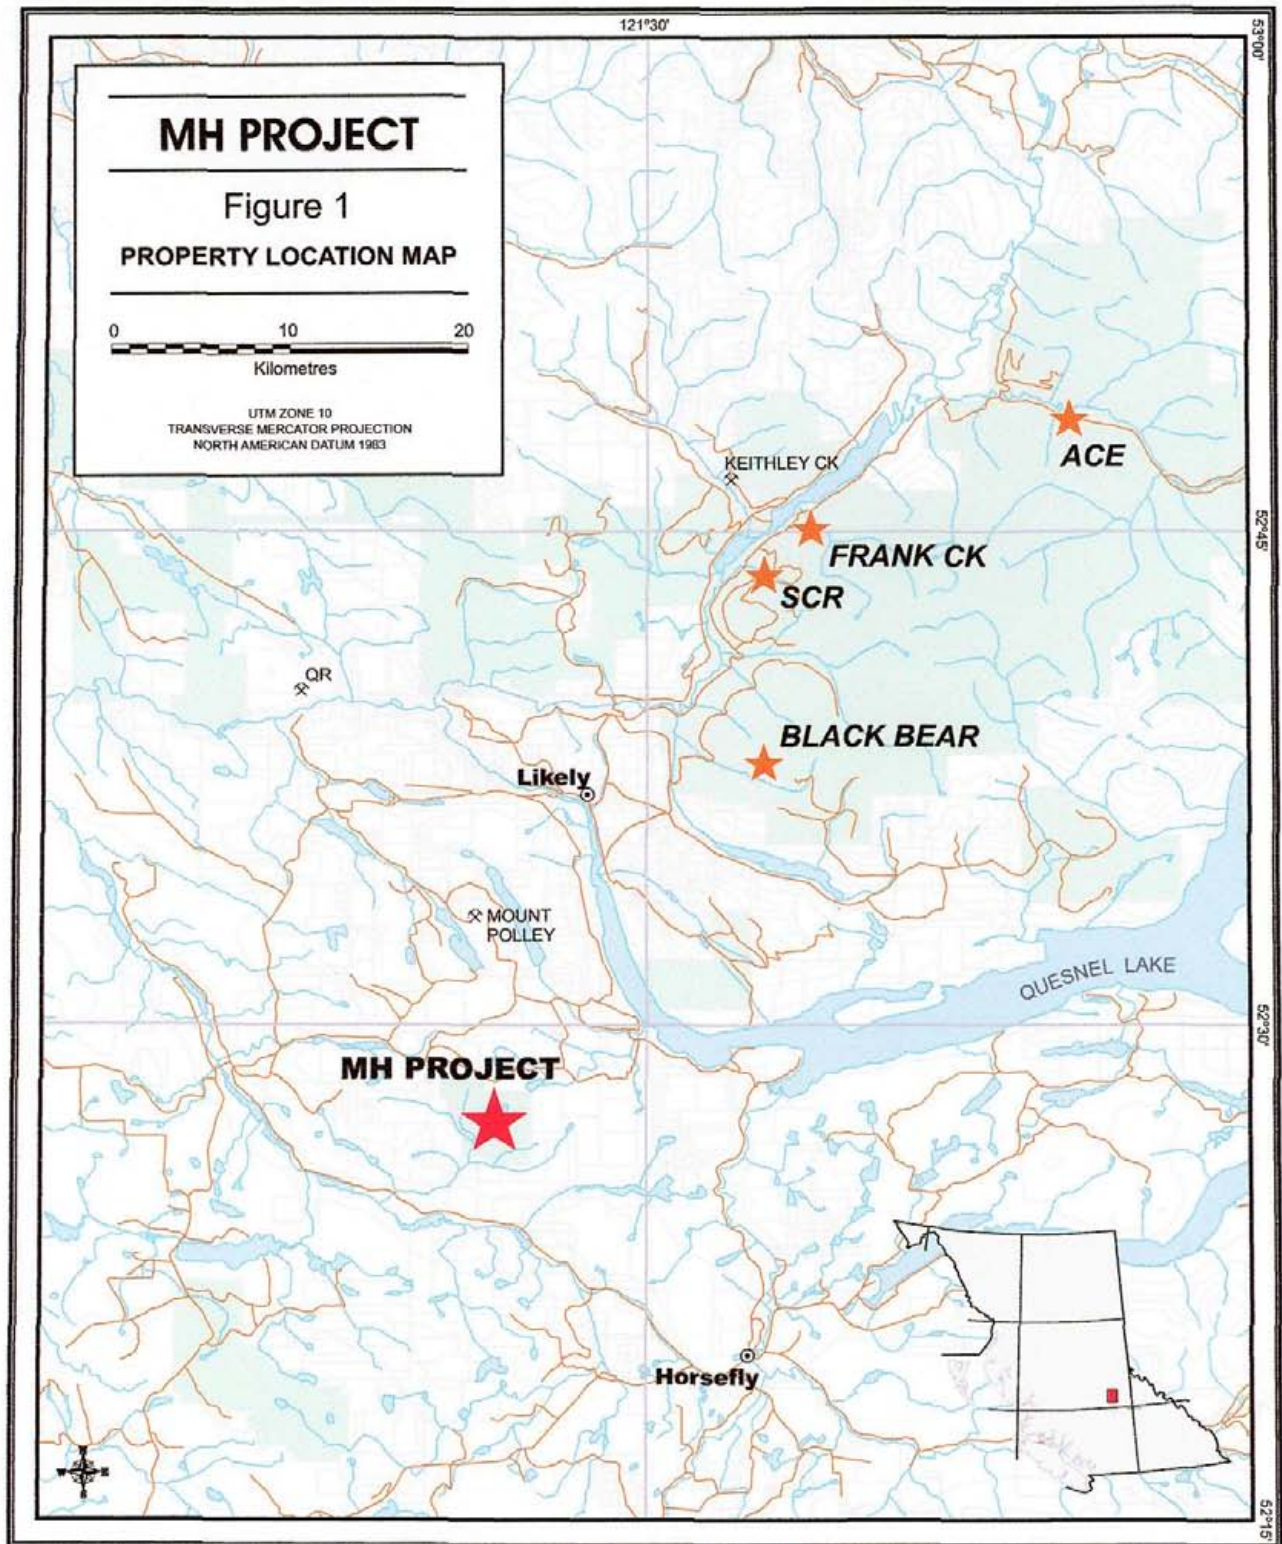 121°30'
53°00'
MH PROJECT
Figure 1
PROPERTY LOCATION MAP
0 10 20
Kilometres
UTM ZONE 10
TRANSVERSE MERCATOR PROJECTION
NORTH AMERICAN DATUM 1983
ACE
KEITHLEY CK
52°45'
FRANK CK
SCR
QR
BLACK BEAR
Likely
MOUNT
POLLEY
QUESNEL LAKE
52°30'
MH PROJECT
Horsefly
N
W E
S
52°15'